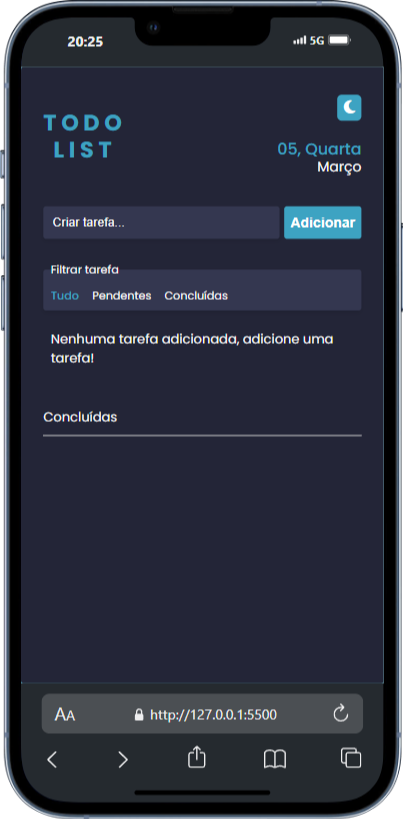 20:25
5G
TODO
LIST
05, Quarta
Março
Criar tarefa...
Adicionar
Filtrar tarefa
Tudo Pendentes Concluídas
Nenhuma tarefa adicionada, adicione uma
tarefa!
Concluídas
AA
http://127.0.0.1:5500